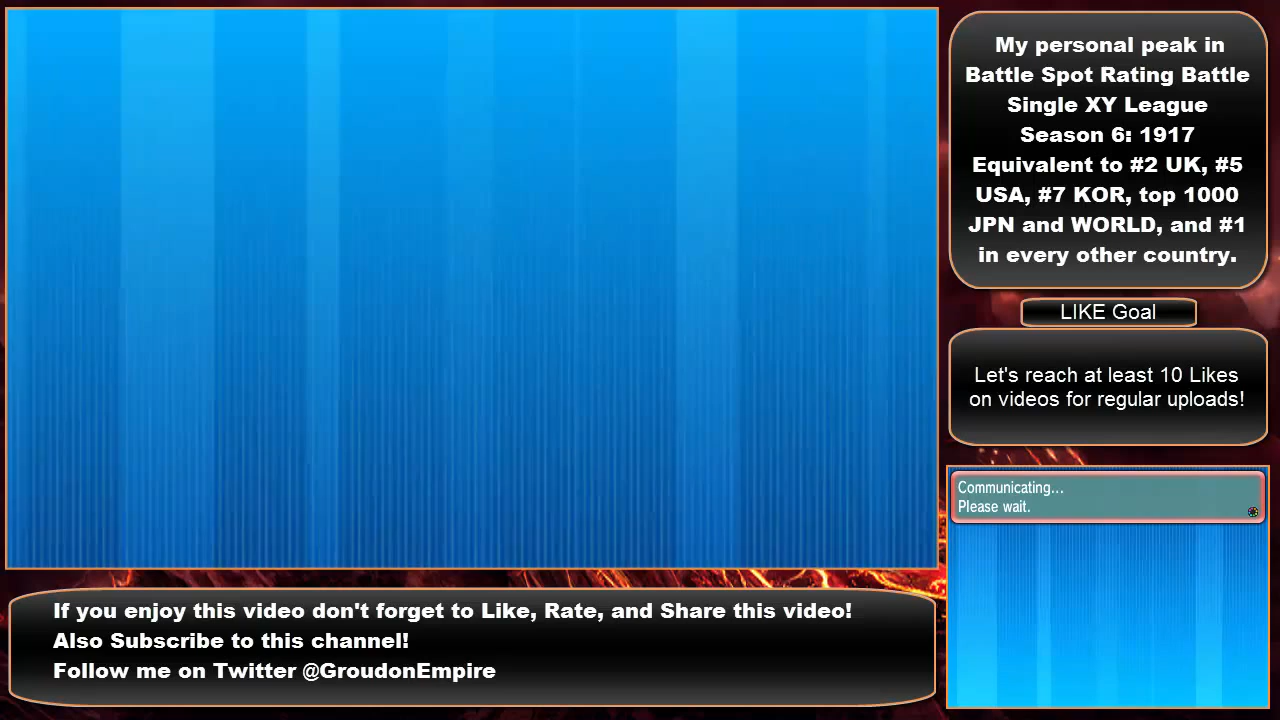 My personal peak in
Battle Spot Rating Battle
Single XY League
Season 6: 1917
Equivalent to #2 UK, #5
USA, #7 KOR, top 1000
JPN and WORLD, and #1
in every other country.
LIKE Goal
Let's reach at least 10 Likes
on videos for regular uploads!
Communicating...
Please wait.
If you enjoy this video don't forget to Like, Rate, and Share this video!
Also Subscribe to this channel!
Follow me on Twitter @GroudonEmpire